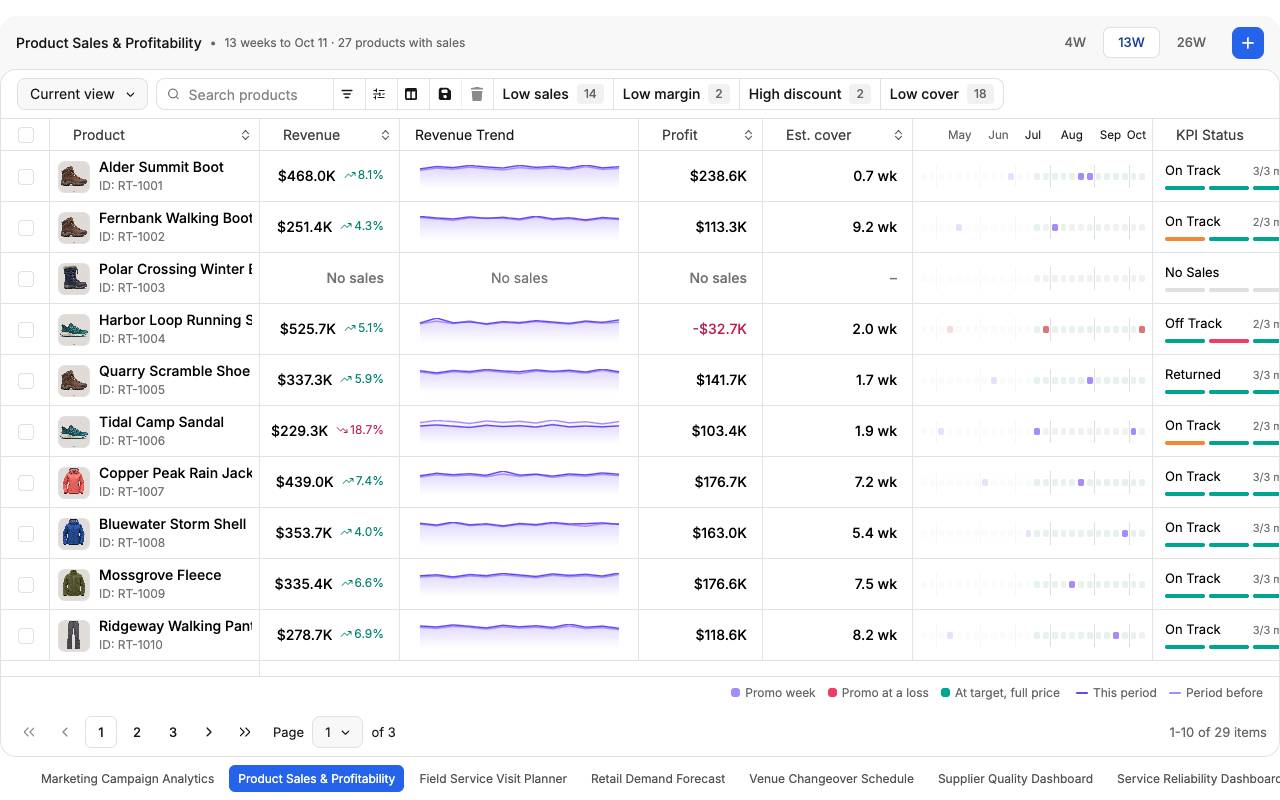 Product Sales & Profitability • 13 weeks to Oct 11 · 27 products with sales 4W 13W 26W
Current view Search products Low sales 14 Low margin 2 High discount 2 Low cover 18
Product Revenue Revenue Trend Profit Est. cover May Jun Jul Aug Sep Oct KPI Status
Alder Summit Boot
ID: RT-1001
$468.0K 8.1% $238.6K 0.7 wk On Track 3/3 m
Fernbank Walking Boot
ID: RT-1002
$251.4K 4.3% $113.3K 9.2 wk On Track 2/3 m
Polar Crossing Winter
ID: RT-1003
No sales No sales No sales – No Sales
Harbor Loop Running S
ID: RT-1004
$525.7K 5.1% -$32.7K 2.0 wk Off Track 2/3 m
Quarry Scramble Shoe
ID: RT-1005
$337.3K 5.9% $141.7K 1.7 wk Returned 3/3 m
Tidal Camp Sandal
ID: RT-1006
$229.3K 18.7% $103.4K 1.9 wk On Track 2/3 m
Copper Peak Rain Jack
ID: RT-1007
$439.0K 7.4% $176.7K 7.2 wk On Track 3/3 m
Bluewater Storm Shell
ID: RT-1008
$353.7K 4.0% $163.0K 5.4 wk On Track 3/3 m
Mossgrove Fleece
ID: RT-1009
$335.4K 6.6% $176.6K 7.5 wk On Track 3/3 m
Ridgeway Walking Pant
ID: RT-1010
$278.7K 6.9% $118.6K 8.2 wk On Track 3/3 m
Promo week Promo at a loss At target, full price This period Period before
1 2 3 Page 1 of 3 1-10 of 29 items
Marketing Campaign Analytics Product Sales & Profitability Field Service Visit Planner Retail Demand Forecast Venue Changeover Schedule Supplier Quality Dashboard Service Reliability Dashboard